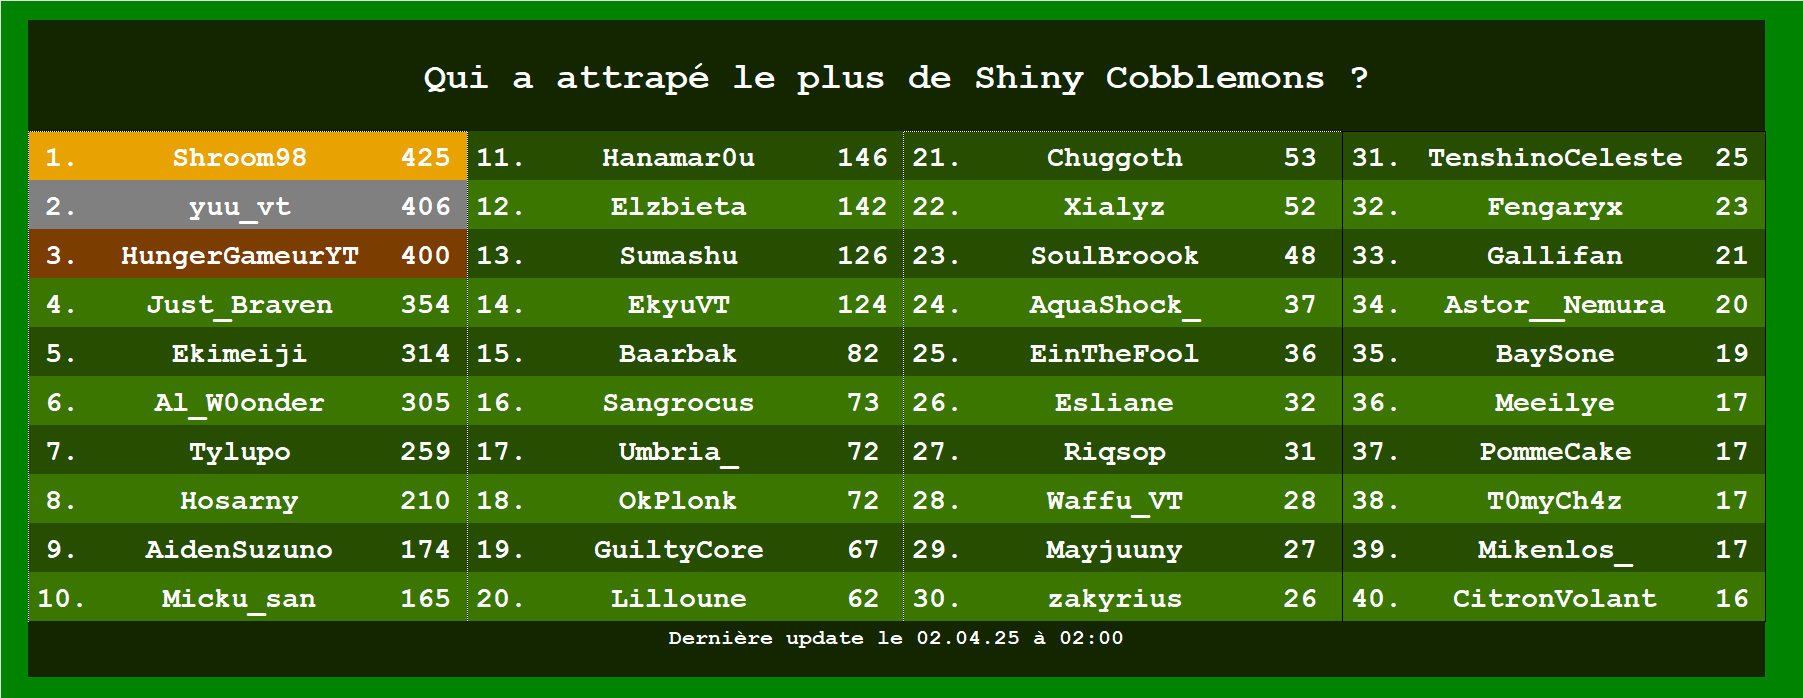 Qui a attrapé le plus de Shiny Cobblemons ?
1. Shroom98 425
2. yuu_vt 406
3. HungerGameurYT 400
4. Just_Braven 354
5. Ekimeiji 314
6. Al_W0onder 305
7. Tylupo 259
8. Hosarny 210
9. AidenSuzuno 174
10. Micku_san 165
11. Hanamar0u 146
12. Elzbieta 142
13. Sumashu 126
14. EkyuVT 124
15. Baarbak 82
16. Sangrocus 73
17. Umbria_ 72
18. OkPlonk 72
19. GuiltyCore 67
20. Lilloune 62
21. Chuggoth 53
22. Xialyz 52
23. SoulBroook 48
24. AquaShock_ 37
25. EinTheFool 36
26. Esliane 32
27. Riqsop 31
28. Waffu_VT 28
29. Mayjuuny 27
30. zakyrius 26
31. TenshinoCeleste 25
32. Fengaryx 23
33. Gallifan 21
34. Astor__Nemura 20
35. BaySone 19
36. Meeilye 17
37. PommeCake 17
38. T0myCh4z 17
39. Mikenlos_ 17
40. CitronVolant 16
Dernière update le 02.04.25 à 02:00